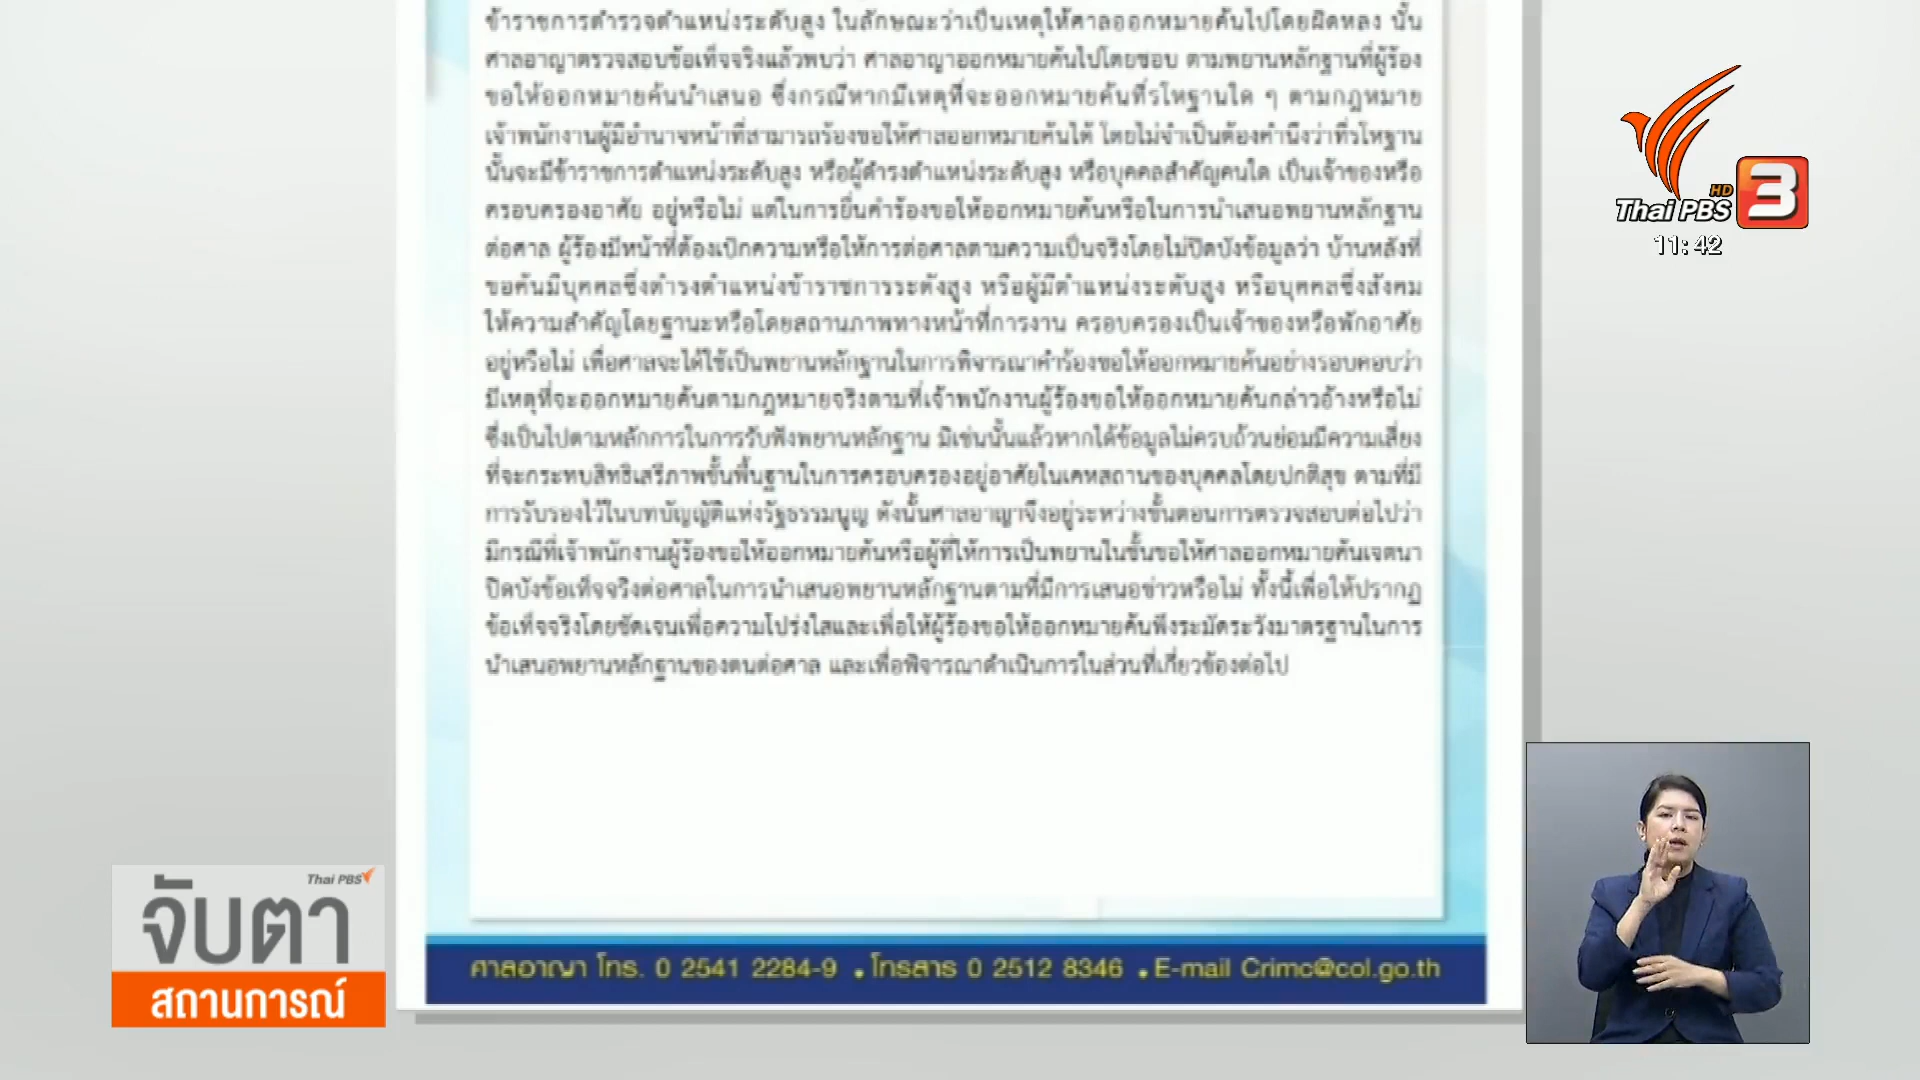 ข้าราชการตำรวจตำแหน่งระดับสูง ในลักษณะว่าเป็นเหตุให้ศาลออกหมายค้นไปโดยผิดหลง นั้น
ศาลอาญาตรวจสอบข้อเท็จจริงแล้วพบว่า ศาลอาญาออกหมายค้นไปโดยชอบ ตามพยานหลักฐานที่ผู้ร้อง
ขอให้ออกหมายค้นนำเสนอ ซึ่งกรณีหากมีเหตุที่จะออกหมายค้นที่รโหฐานใด ๆ ตามกฎหมาย
เจ้าพนักงานผู้มีอำนาจหน้าที่สามารถร้องขอให้ศาลออกหมายค้นได้ โดยไม่จำเป็นต้องคำนึงว่าที่รโหฐาน
นั้นจะมีข้าราชการตำแหน่งระดับสูง หรือผู้ดำรงตำแหน่งระดับสูง หรือบุคคลสำคัญคนใด เป็นเจ้าของหรือ
ครอบครองอาศัย อยู่หรือไม่ แต่ในการยื่นคำร้องขอให้ออกหมายค้นหรือในการนำเสนอพยานหลักฐาน
ต่อศาล ผู้ร้องมีหน้าที่ต้องเบิกความหรือให้การต่อศาลตามความเป็นจริงโดยไม่ปิดบังข้อมูลว่า บ้านหลังที่
ขอค้นมีบุคคลซึ่งดำรงตำแหน่งข้าราชการระดังสูง หรือผู้มีตำแหน่งระดับสูง หรือบุคคลซึ่งสังคม
ให้ความสำคัญโดยฐานะหรือโดยสถานภาพทางหน้าที่การงาน ครอบครองเป็นเจ้าของหรือพักอาศัย
อยู่หรือไม่ เพื่อศาลจะได้ใช้เป็นพยานหลักฐานในการพิจารณาคำร้องขอให้ออกหมายค้นอย่างรอบคอบว่า
มีเหตุที่จะออกหมายค้นตามกฎหมายจริงตามที่เจ้าพนักงานผู้ร้องขอให้ออกหมายค้นกล่าวอ้างหรือไม่
ซึ่งเป็นไปตามหลักการในการรับฟังพยานหลักฐาน มิเช่นนั้นแล้วหากได้ข้อมูลไม่ครบถ้วนย่อมมีความเสี่ยง
ที่จะกระทบสิทธิเสรีภาพขั้นพื้นฐานในการครอบครองอยู่อาศัยในเคหสถานของบุคคลโดยปกติสุข ตามที่มี
การรับรองไว้ในบทบัญญัติแห่งรัฐธรรมนูญ ดังนั้นศาลอาญาจึงอยู่ระหว่างขั้นตอนการตรวจสอบต่อไปว่า
มีกรณีที่เจ้าพนักงานผู้ร้องขอให้ออกหมายค้นหรือผู้ที่ให้การเป็นพยานในชั้นขอให้ศาลออกหมายค้นเจตนา
ปิดบังข้อเท็จจริงต่อศาลในการนำเสนอพยานหลักฐานตามที่มีการเสนอข่าวหรือไม่ ทั้งนี้เพื่อให้ปรากฏ
ข้อเท็จจริงโดยชัดเจนเพื่อความโปร่งใสและเพื่อให้ผู้ร้องขอให้ออกหมายค้นพึงระมัดระวังมาตรฐานในการ
นำเสนอพยานหลักฐานของตนต่อศาล และเพื่อพิจารณาดำเนินการในส่วนที่เกี่ยวข้องต่อไป
ศาลอาญา โทร. 0 2541 2284-9 . โทรสาร 0 2512 8346 . E-mail Crimc@col.go.th
HD
Thai PBS 3
11:42
Thai PBS
จับตา
สถานการณ์